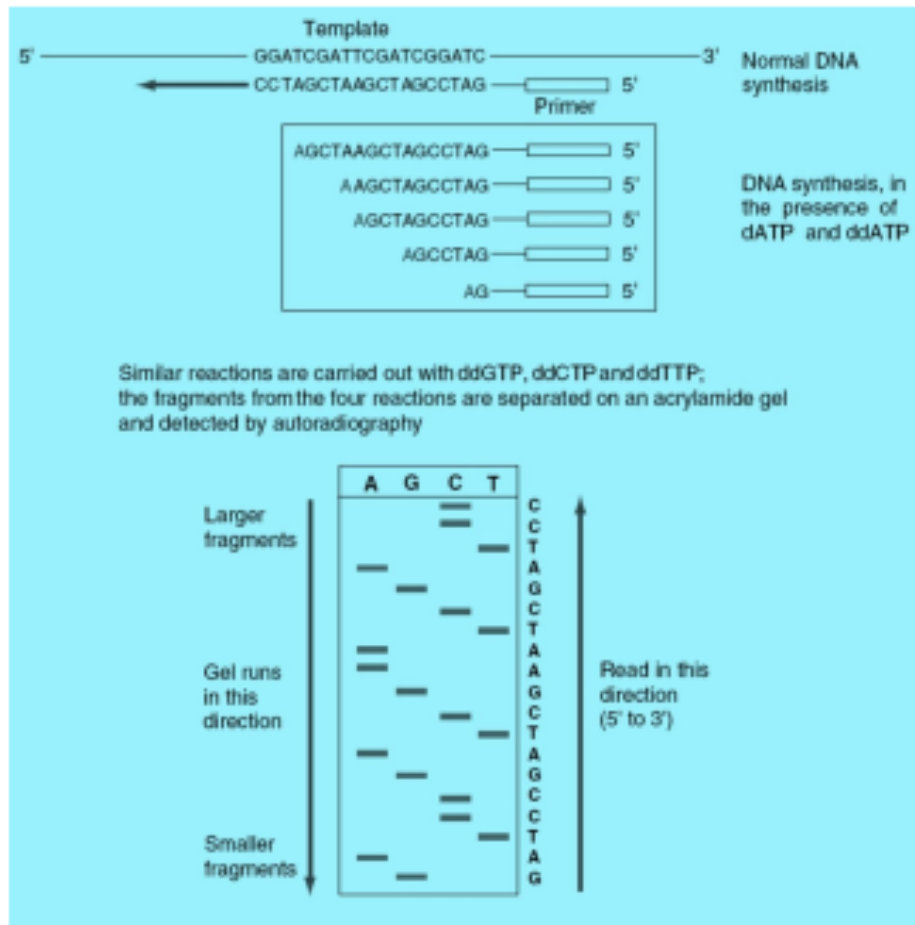 Template
5' GGATCGATTCGATCGGATC 3'
Normal DNA
synthesis
CCTAGCTAAGCTAGCCTAG 5'
Primer
AGCTAAGCTAGCCTAG 5'
AAGCTAGCCTAG 5'
AGCTAGCCTAG 5'
AGCCTAG 5'
AG 5'
DNA synthesis, in
the presence of
dATP and ddATP
Similar reactions are carried out with ddGTP, ddCTP and ddTTP;
the fragments from the four reactions are separated on an acrylamide gel
and detected by autoradiography
A G C T
Larger
fragments
Gel runs
in this
direction
Smaller
fragments
C
C
T
A
G
C
T
A
A
G
C
T
A
G
C
C
T
A
G
Read in this
direction
(5' to 3')